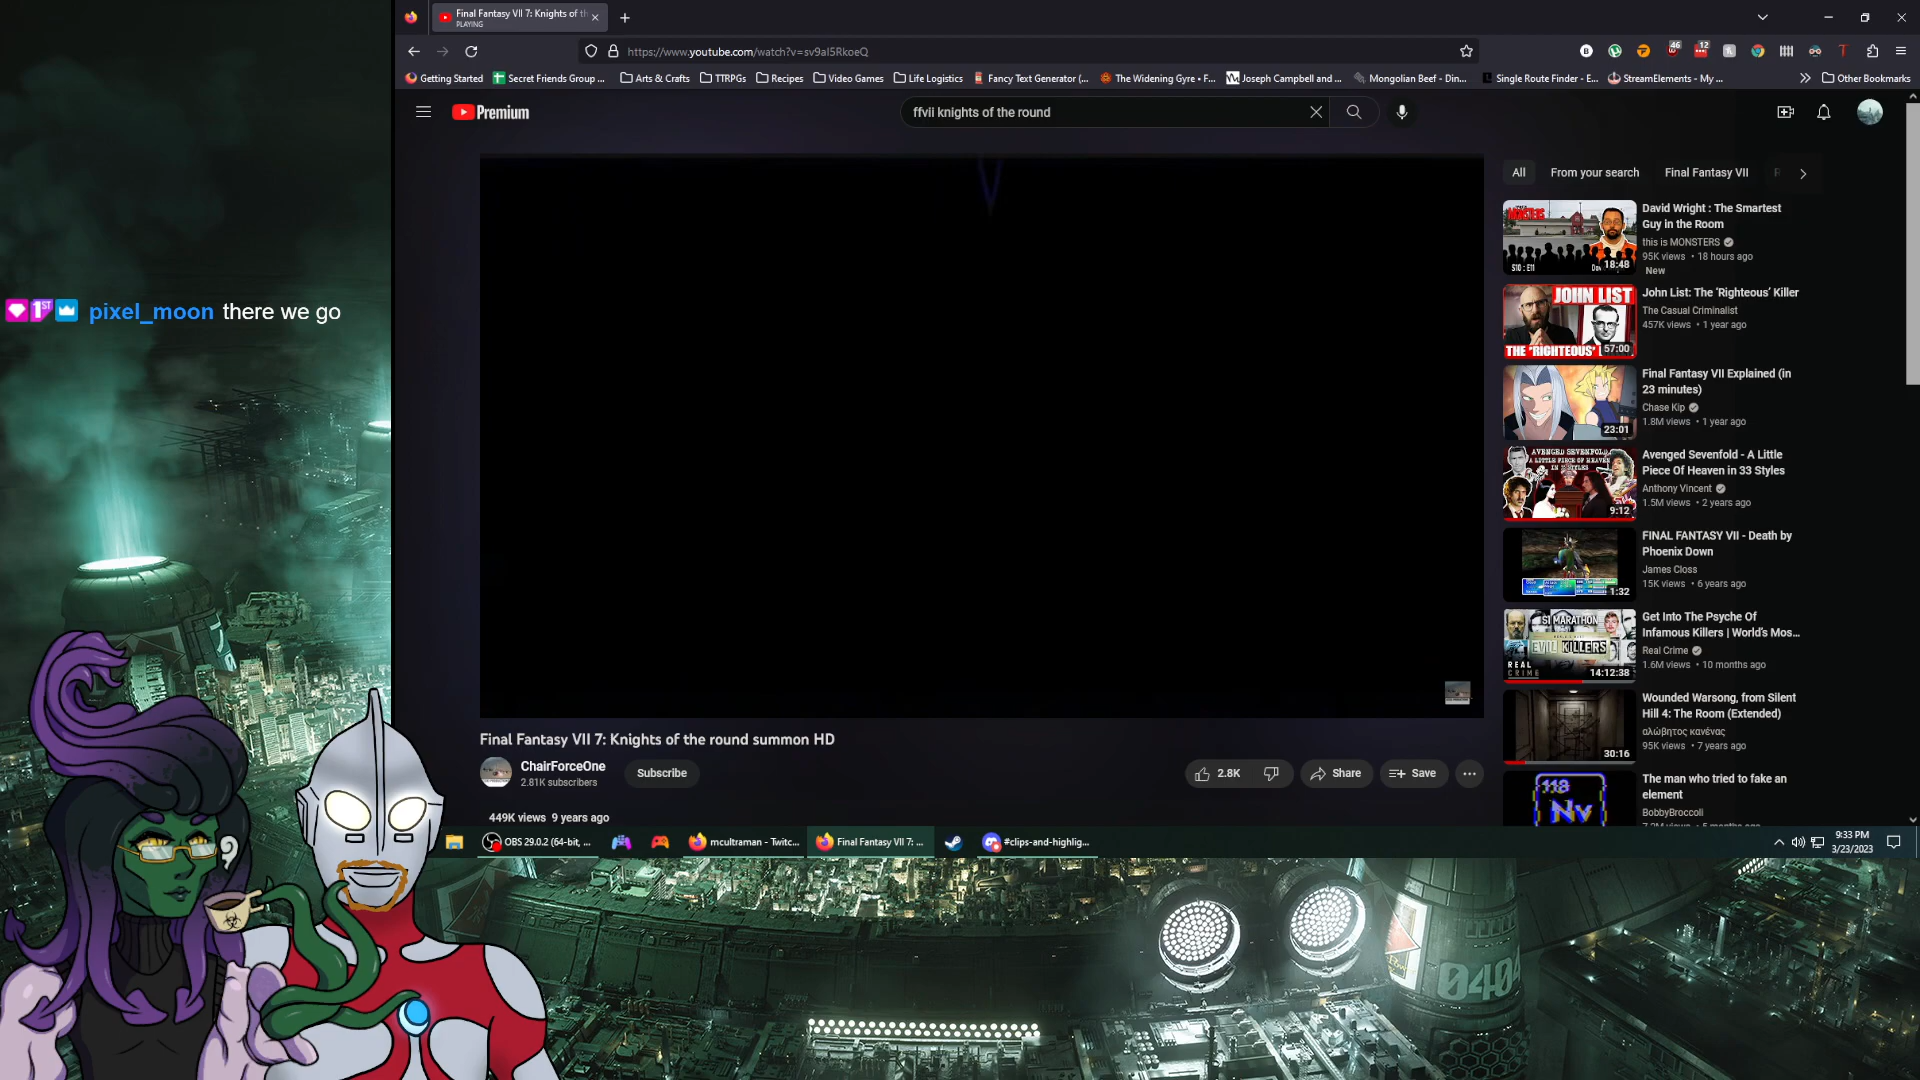 Final Fantasy VII 7: Knights of th
PLAYING
https://www.youtube.com/watch?v=sv9aI5RkoeQ
46
12
Getting Started
Secret Friends Group ...
Arts & Crafts
TTRPGs
Recipes
Video Games
Life Logistics
Fancy Text Generator (...
The Widening Gyre • F...
Joseph Campbell and ...
Mongolian Beef - Din...
Single Route Finder - E...
StreamElements - My ...
Other Bookmarks
Premium
ffvii knights of the round
All
From your search
Final Fantasy VII
David Wright : The Smartest
Guy in the Room
this is MONSTERS
95K views • 18 hours ago
New
18:48
pixel_moon there we go
JOHN LIST
THE 'RIGHTEOUS'
57:00
John List: The 'Righteous' Killer
The Casual Criminalist
457K views • 1 year ago
Final Fantasy VII Explained (in
23 minutes)
Chase Kip
1.8M views • 1 year ago
23:01
AVENGED SEVENFOLD
A LITTLE PIECE OF HEAVEN
Avenged Sevenfold - A Little
Piece Of Heaven in 33 Styles
Anthony Vincent
1.5M views • 2 years ago
9:12
FINAL FANTASY VII - Death by
Phoenix Down
James Closs
15K views • 6 years ago
1:32
S1 MARATHON
EVIL KILLERS
REAL
CRIME
14:12:38
Get Into The Psyche Of
Infamous Killers | World's Mos...
Real Crime
1.6M views • 10 months ago
Wounded Warsong, from Silent
Hill 4: The Room (Extended)
αλώβητος κανένας
95K views • 7 years ago
30:16
118
Nv
The man who tried to fake an
element
BobbyBroccoli
Final Fantasy VII 7: Knights of the round summon HD
ChairForceOne
2.81K subscribers
Subscribe
2.8K
Share
Save
449K views 9 years ago
OBS 29.0.2 (64-bit, ...
mcultraman - Twitc...
Final Fantasy VII 7: ...
#clips-and-highlig...
9:33 PM
3/23/2023
0404